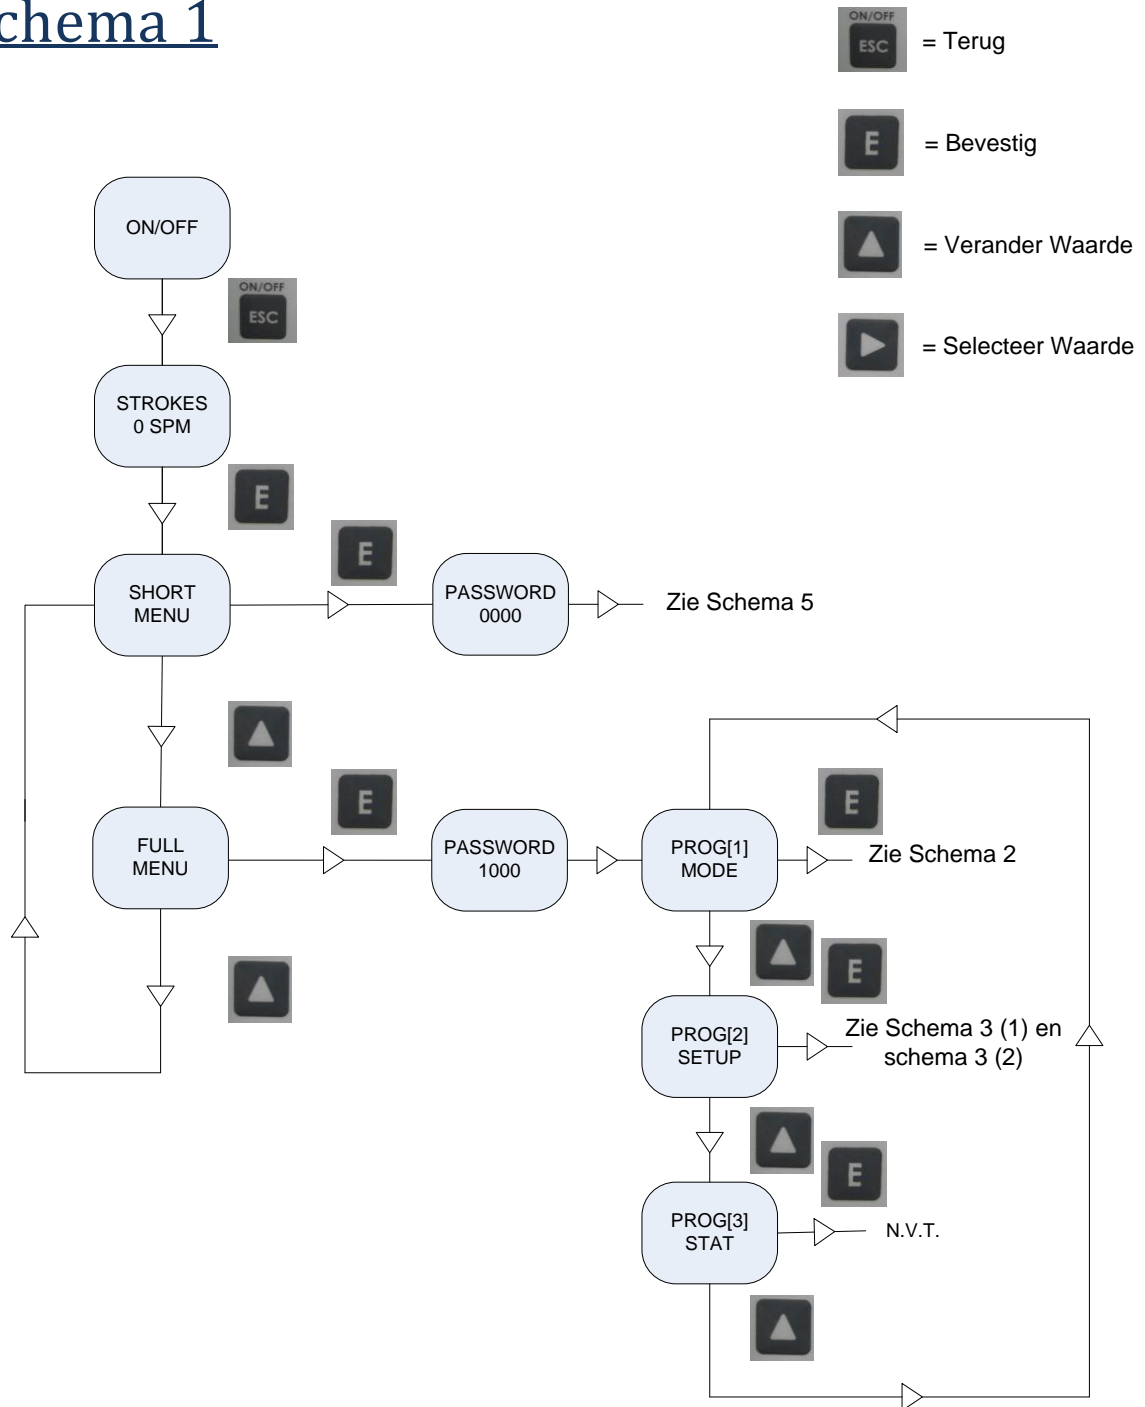 chema 1
ON/OFF
ESC
= Terug
E
= Bevestig
= Verander Waarde
= Selecteer Waarde
ON/OFF
ON/OFF
ESC
STROKES
0 SPM
E
E
SHORT
MENU
PASSWORD
0000
Zie Schema 5
E
E
FULL
MENU
PASSWORD
1000
PROG[1]
MODE
Zie Schema 2
E
PROG[2]
SETUP
Zie Schema 3 (1) en
schema 3 (2)
E
PROG[3]
STAT
N.V.T.